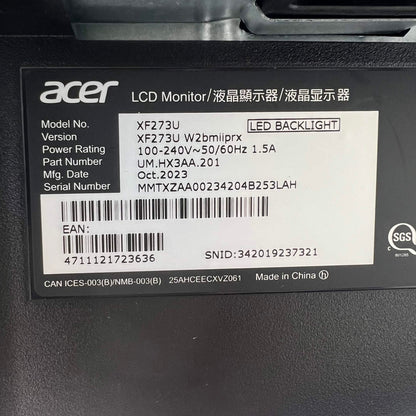 acer LCD Monitor/液晶顯示器/液晶显示器
Model No. XF273U LED BACKLIGHT
Version XF273U W2bmiiprx
Power Rating 100-240V~50/60Hz 1.5A
Part Number UM.HX3AA.201
Mfg. Date Oct.2023
Serial Number MMTXZAA00234204B253LAH
EAN:
4711121723636 SNID:342019237321
CAN ICES-003(B)/NMB-003(B) 25AHCEECXVZ061 Made in China
SGS